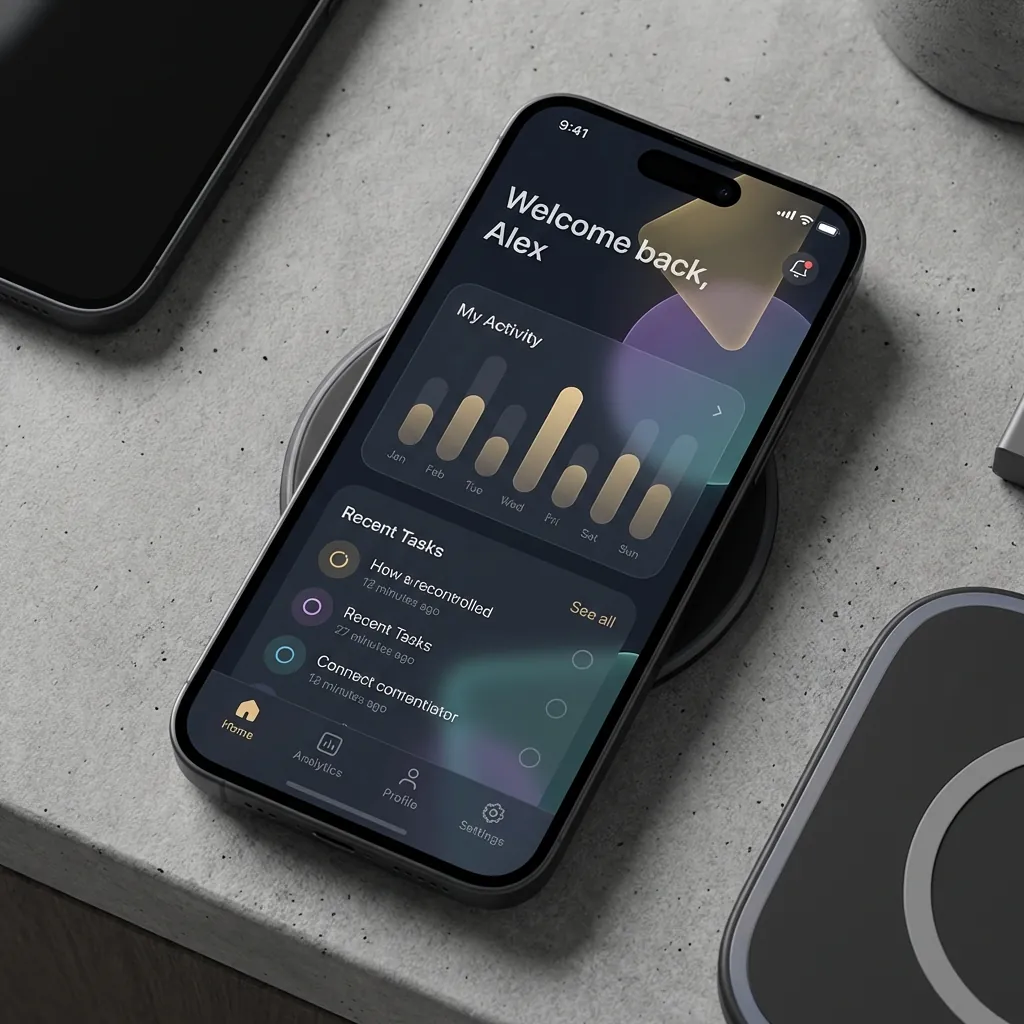 9:41
Welcome back,
Alex
My Activity
Jan Feb Tue Wed Fri Sat Sun
Recent Tasks
See all
How a recontrolled
12 minutes ago
Recent Tasks
27 minutes ago
Connect comentiator
12 minutes ago
Home Analytics Profile Settings